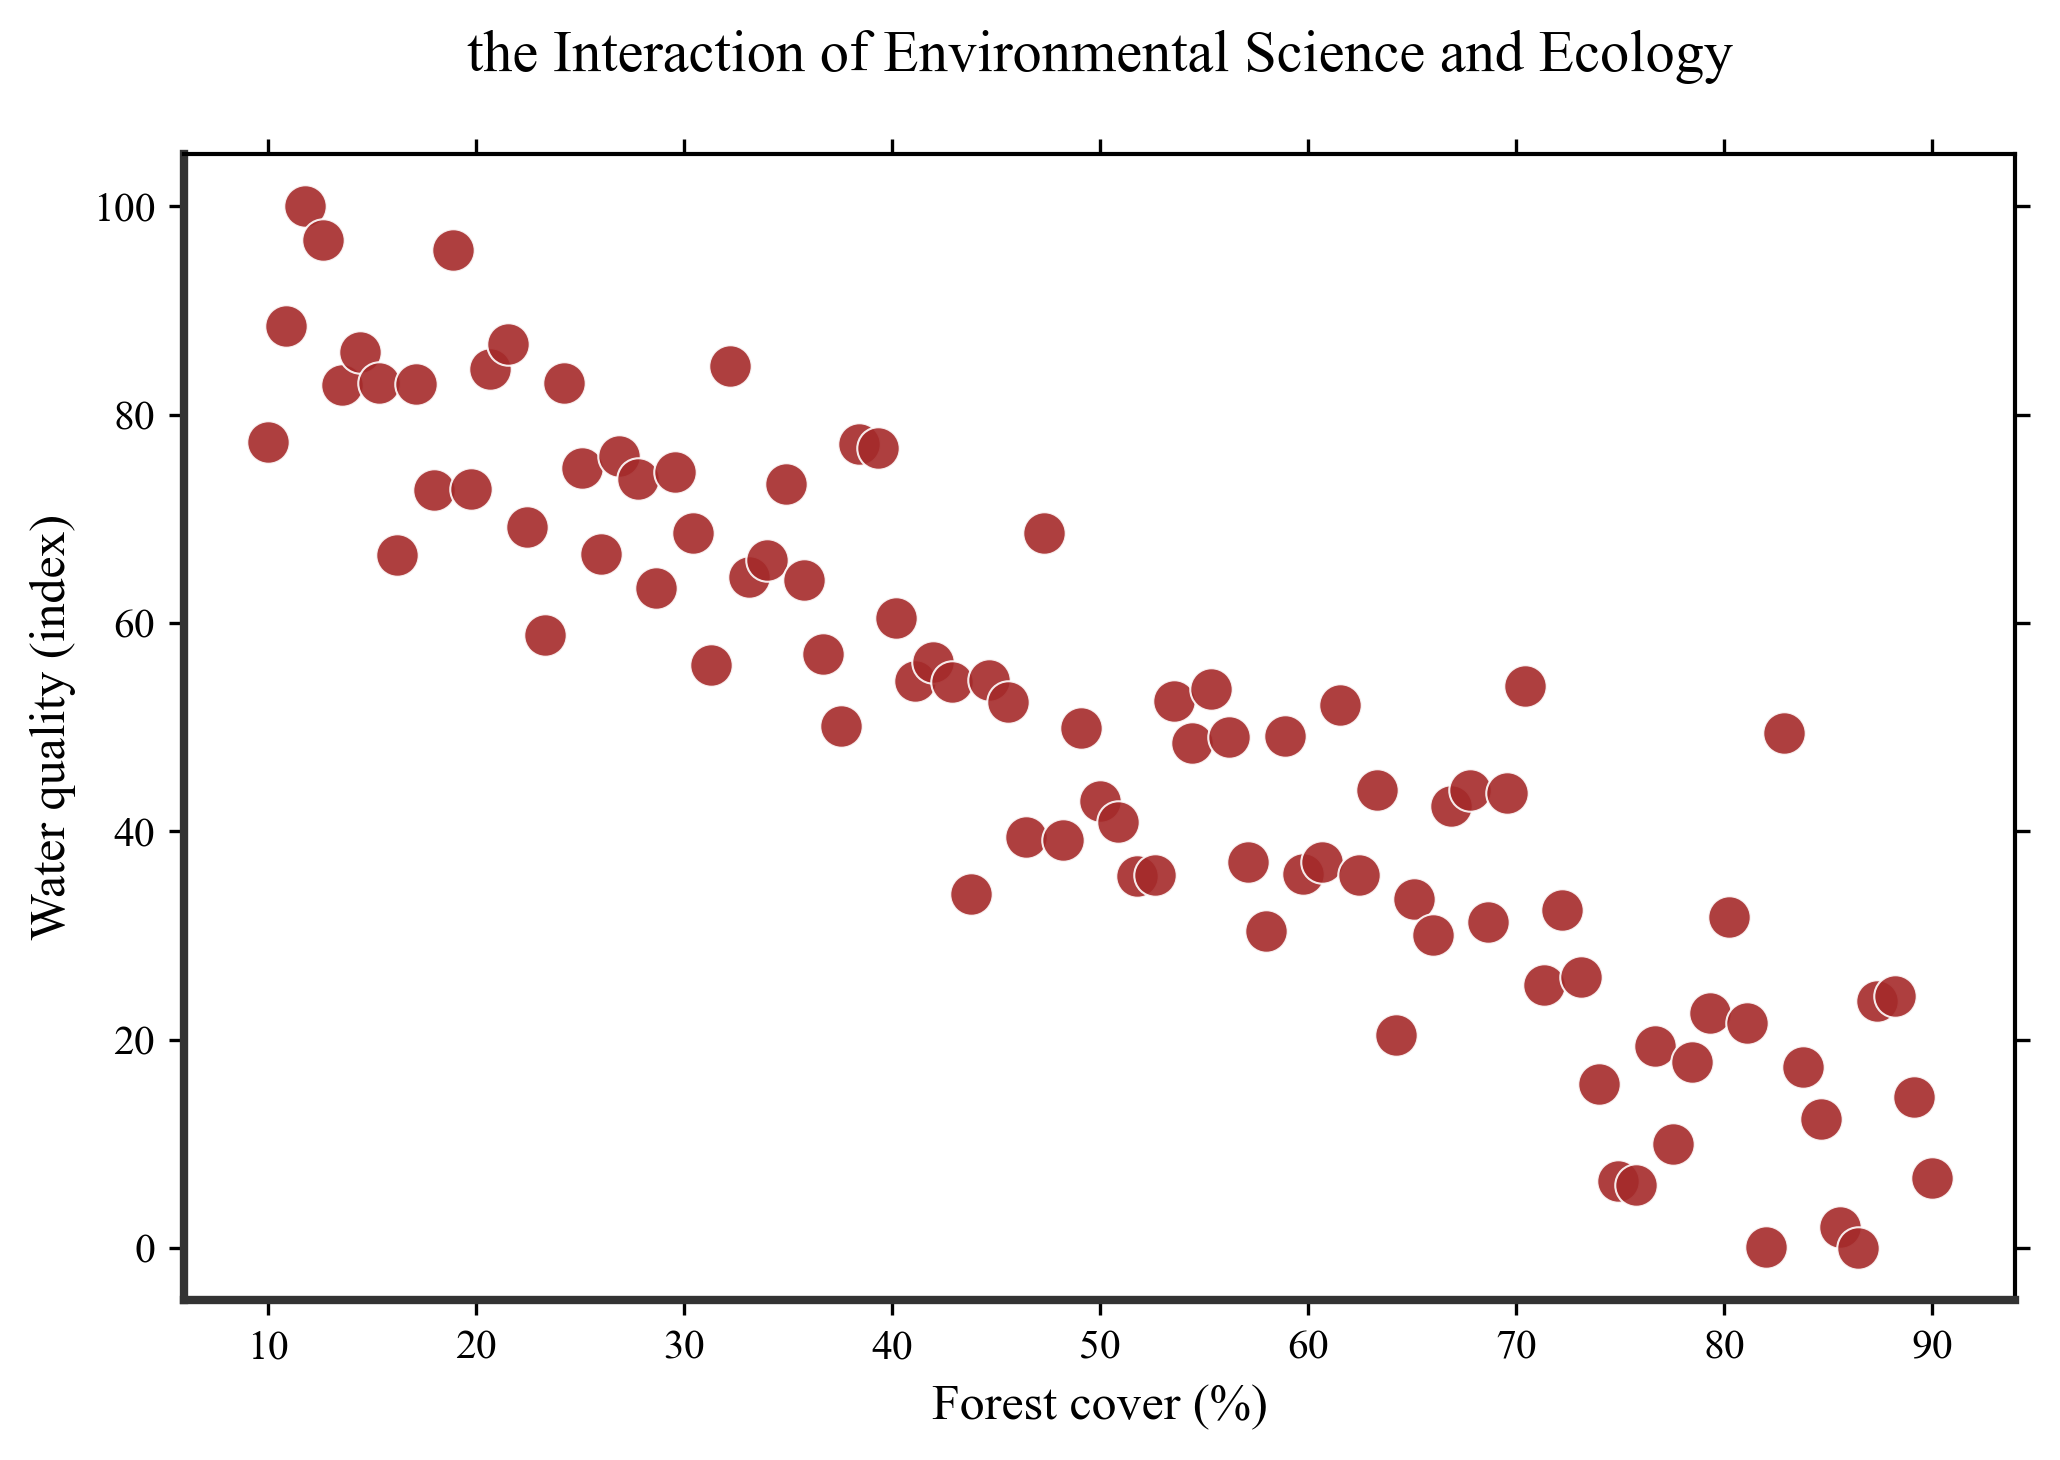 the Interaction of Environmental Science and Ecology
100
80
60
40
20
0
Water quality (index)
10 20 30 40 50 60 70 80 90
Forest cover (%)